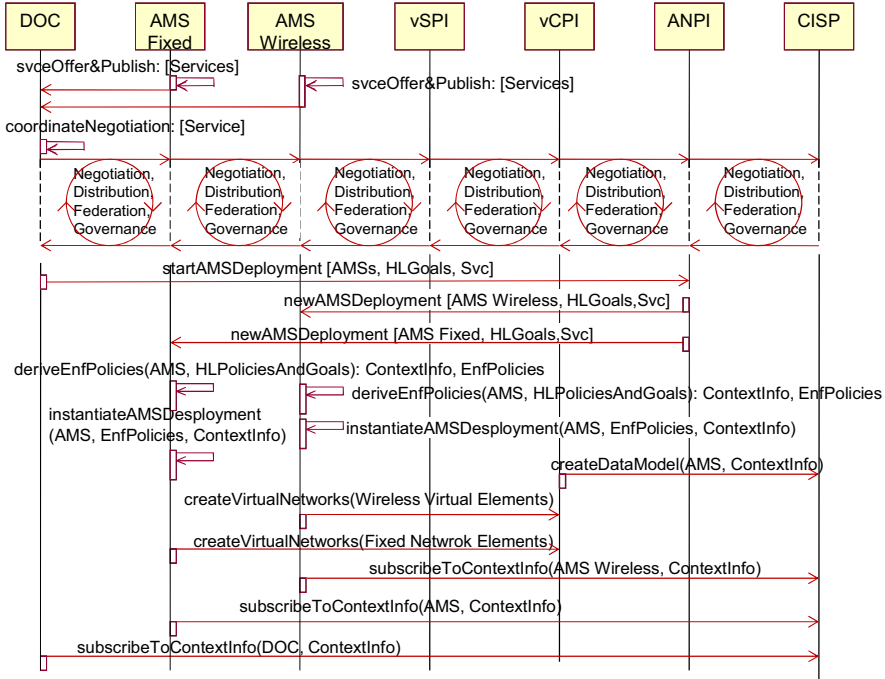 DOC
AMS
Fixed
AMS
Wireless
vSPI
vCPI
ANPI
CISP
svceOffer&Publish: [Services]
svceOffer&Publish: [Services]
coordinateNegotiation: [Service]
Negotiation,
Distribution,
Federation,
Governance
Negotiation,
Distribution,
Federation,
Governance
Negotiation,
Distribution,
Federation,
Governance
Negotiation,
Distribution,
Federation,
Governance
Negotiation,
Distribution,
Federation,
Governance
Negotiation,
Distribution,
Federation,
Governance
startAMSDeployment [AMSs, HLGoals, Svc]
newAMSDeployment [AMS Wireless, HLGoals,Svc]
newAMSDeployment [AMS Fixed, HLGoals,Svc]
deriveEnfPolicies(AMS, HLPoliciesAndGoals): ContextInfo, EnfPolicies
deriveEnfPolicies(AMS, HLPoliciesAndGoals): ContextInfo, EnfPolicies
instantiateAMSDesployment
(AMS, EnfPolicies, ContextInfo)
instantiateAMSDesployment(AMS, EnfPolicies, ContextInfo)
createDataModel(AMS, ContextInfo)
createVirtualNetworks(Wireless Virtual Elements)
createVirtualNetworks(Fixed Netwrok Elements)
subscribeToContextInfo(AMS Wireless, ContextInfo)
subscribeToContextInfo(AMS, ContextInfo)
subscribeToContextInfo(DOC, ContextInfo)